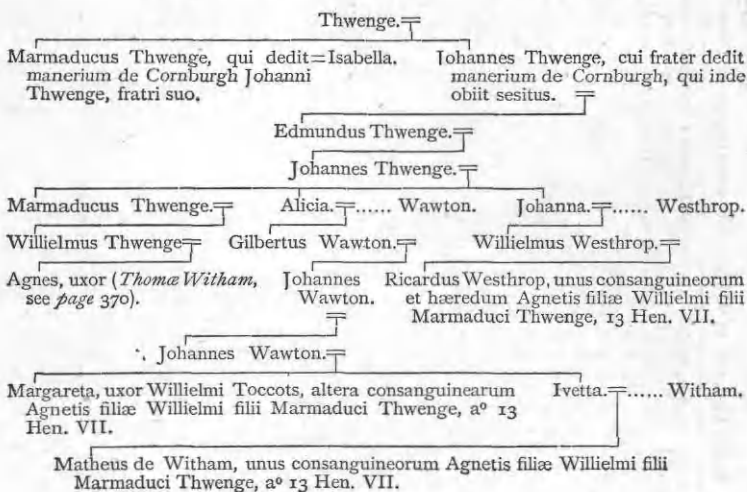 Thwenge.
Marmaducus Thwenge, qui dedit=Isabella.
manerium de Cornburgh Johanni
Thwenge, fratri suo.
Johannes Thwenge, cui frater dedit
manerium de Cornburgh, qui inde
obiit sesitus.
Edmundus Thwenge.
Johannes Thwenge.
Marmaducus Thwenge. Alicia. ...... Wawton. Johanna. ...... Westhrop.
Willielmus Thwenge Gilbertus Wawton. Willielmus Westhrop.
Agnes, uxor (Thomæ Witham,
see page 370).
Johannes
Wawton.
Ricardus Westhrop, unus consanguineorum
et hæredum Agnetis filiæ Willielmi filii
Marmaduci Thwenge, 13 Hen. VII.
Johannes Wawton.
Margareta, uxor Willielmi Toccots, altera consanguinearum
Agnetis filiæ Willielmi filii Marmaduci Thwenge, aº 13
Hen. VII.
Ivetta. ...... Witham.
Matheus de Witham, unus consanguineorum Agnetis filiæ Willielmi filii
Marmaduci Thwenge, aº 13 Hen. VII.